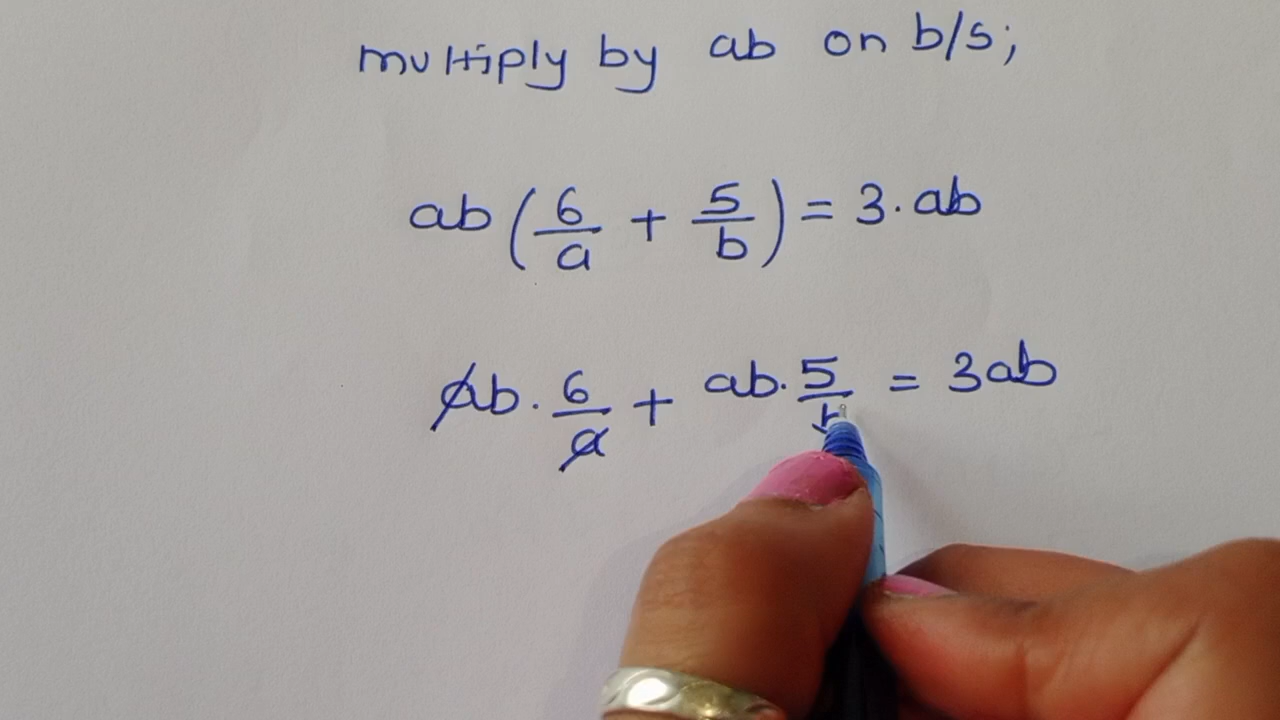 multiply by ab on b/s;
ab(6/a + 5/b) = 3.ab
ab. 6/a + ab. 5/b = 3ab